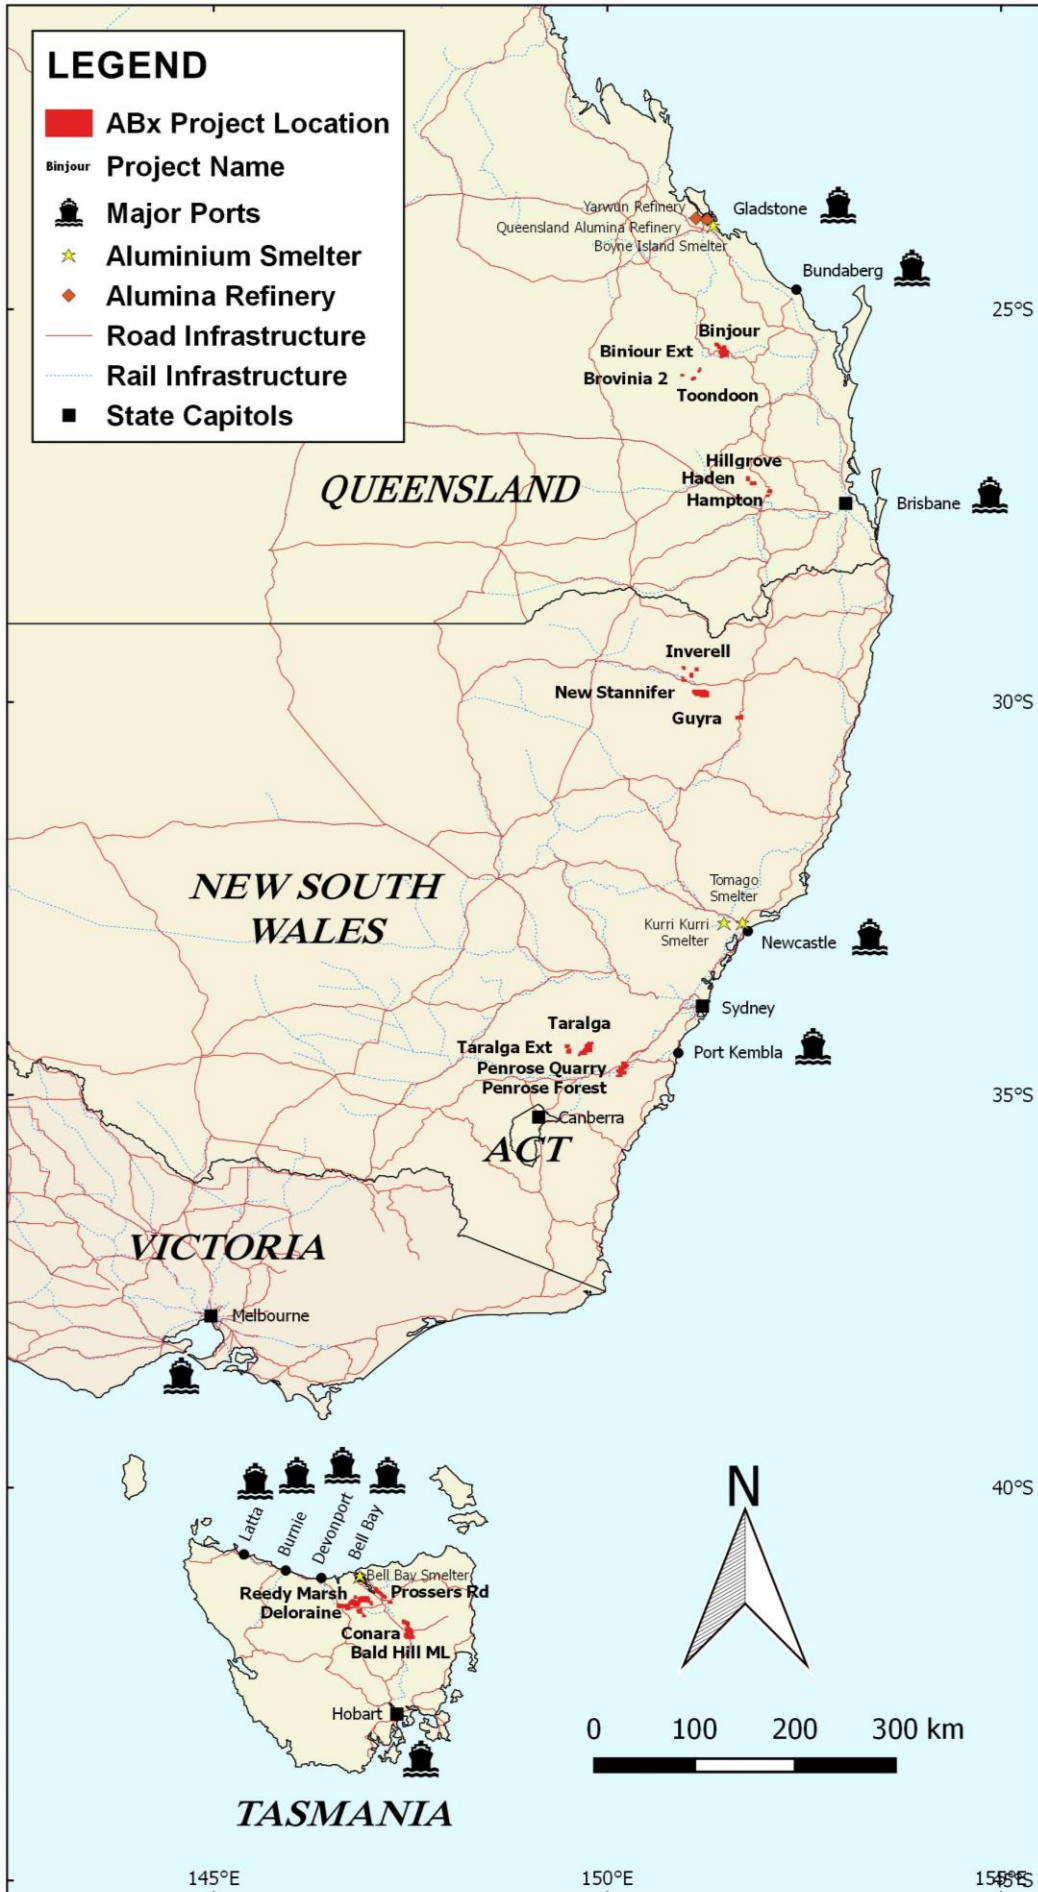 LEGEND
ABx Project Location
Binjour Project Name
Major Ports
Aluminium Smelter
Alumina Refinery
Road Infrastructure
Rail Infrastructure
State Capitols
Yarwun Refinery
Gladstone
Queensland Alumina Refinery
Boyne Island Smelter
Bundaberg
25°S
Binjour
Binjour Ext
Brovinia 2
Toondoon
Hillgrove
Haden
Hampton
QUEENSLAND
Brisbane
Inverell
New Stannifer
30°S
Guyra
Tomago
Smelter
NEW SOUTH
WALES
Kurri Kurri
Smelter
Newcastle
Sydney
Taralga
Taralga Ext
Port Kembla
Penrose Quarry
Penrose Forest
35°S
Canberra
ACT
VICTORIA
Melbourne
40°S
N
Latta
Burnie
Devonport
Bell Bay
Bell Bay Smelter
Reedy Marsh
Prossers Rd
Deloraine
Conara
Bald Hill ML
Hobart
0 100 200 300 km
TASMANIA
145°E
150°E
155°E
45°S